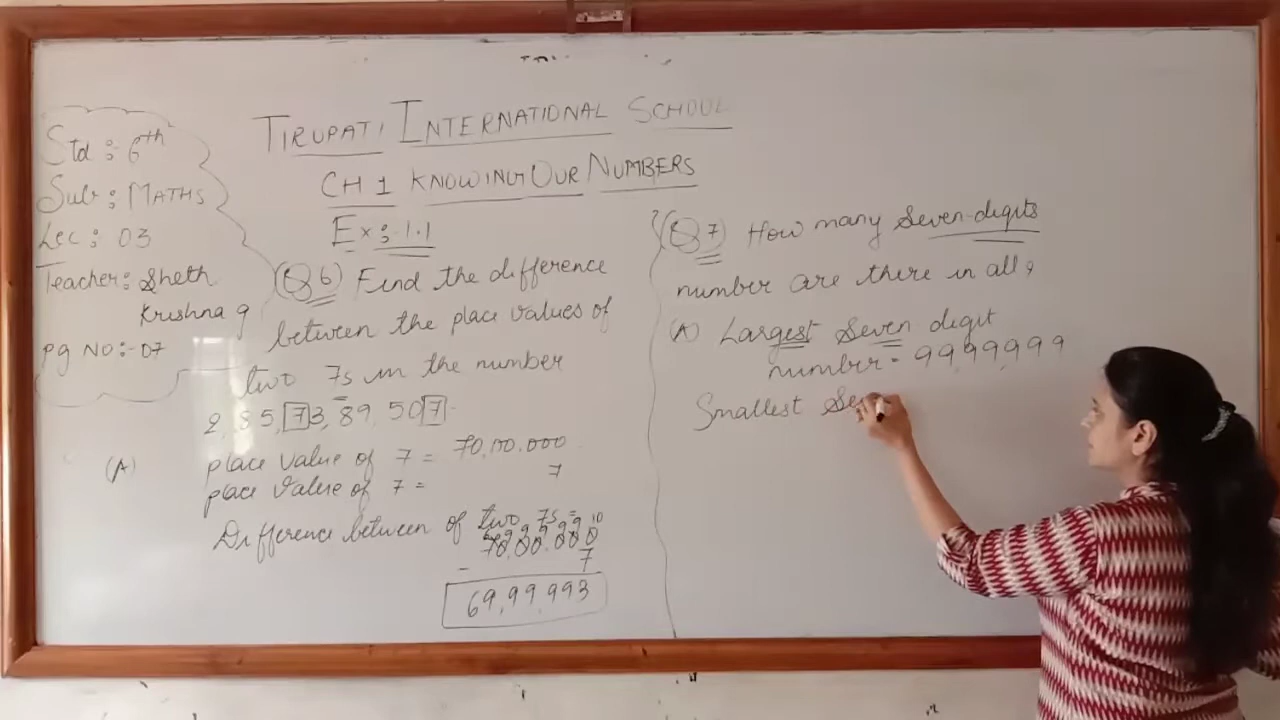 TIRUPATI INTERNATIONAL SCHOOL
CH 1 KNOWING OUR NUMBERS
Ex : 1.1
Std : 6th
Sub : MATHS
Lec : 03
Teacher : Sheth
Krishna g
Pg No :- 07
(Q 6) Find the difference
between the place values of
two 7s in the number
2,85,73,89,507
(A) place value of 7 = 70,00,000
place value of 7 = 7
Difference between of two 7s =
70,00,000
- 7
69,99,993
(Q 7) How many Seven-digits
number are there in all ?
(A) Largest Seven digit
number = 99,99,999
Smallest Se